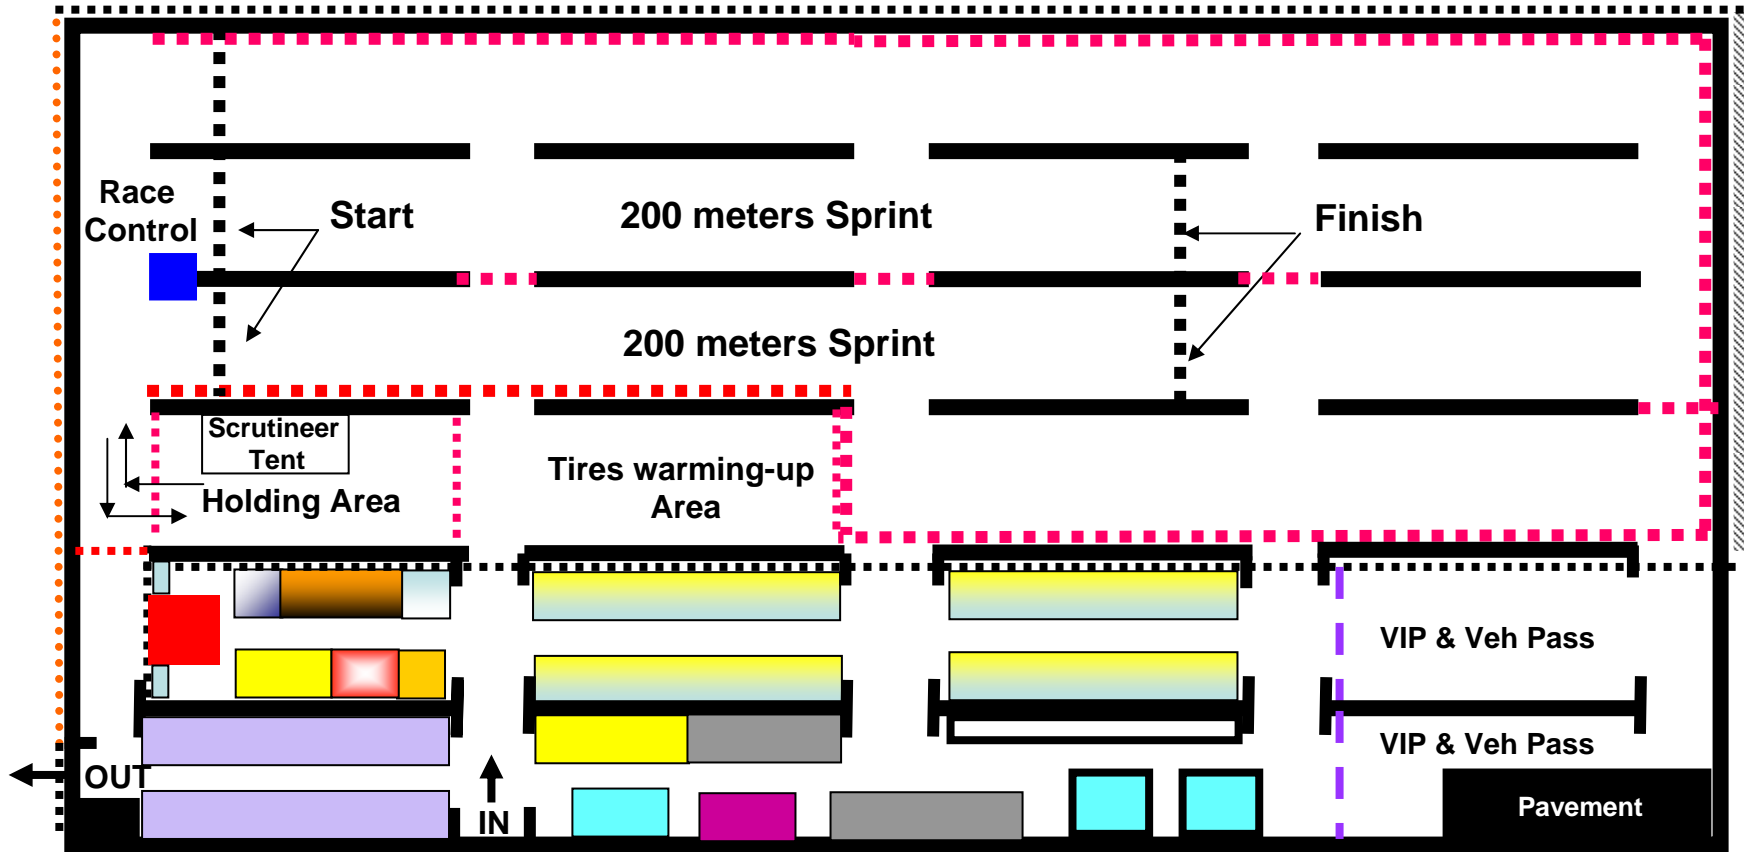 Race
Control
Start
200 meters Sprint
Finish
200 meters Sprint
Scrutineer
Tent
Holding Area
Tires warming-up
Area
VIP & Veh Pass
VIP & Veh Pass
OUT
IN
Pavement